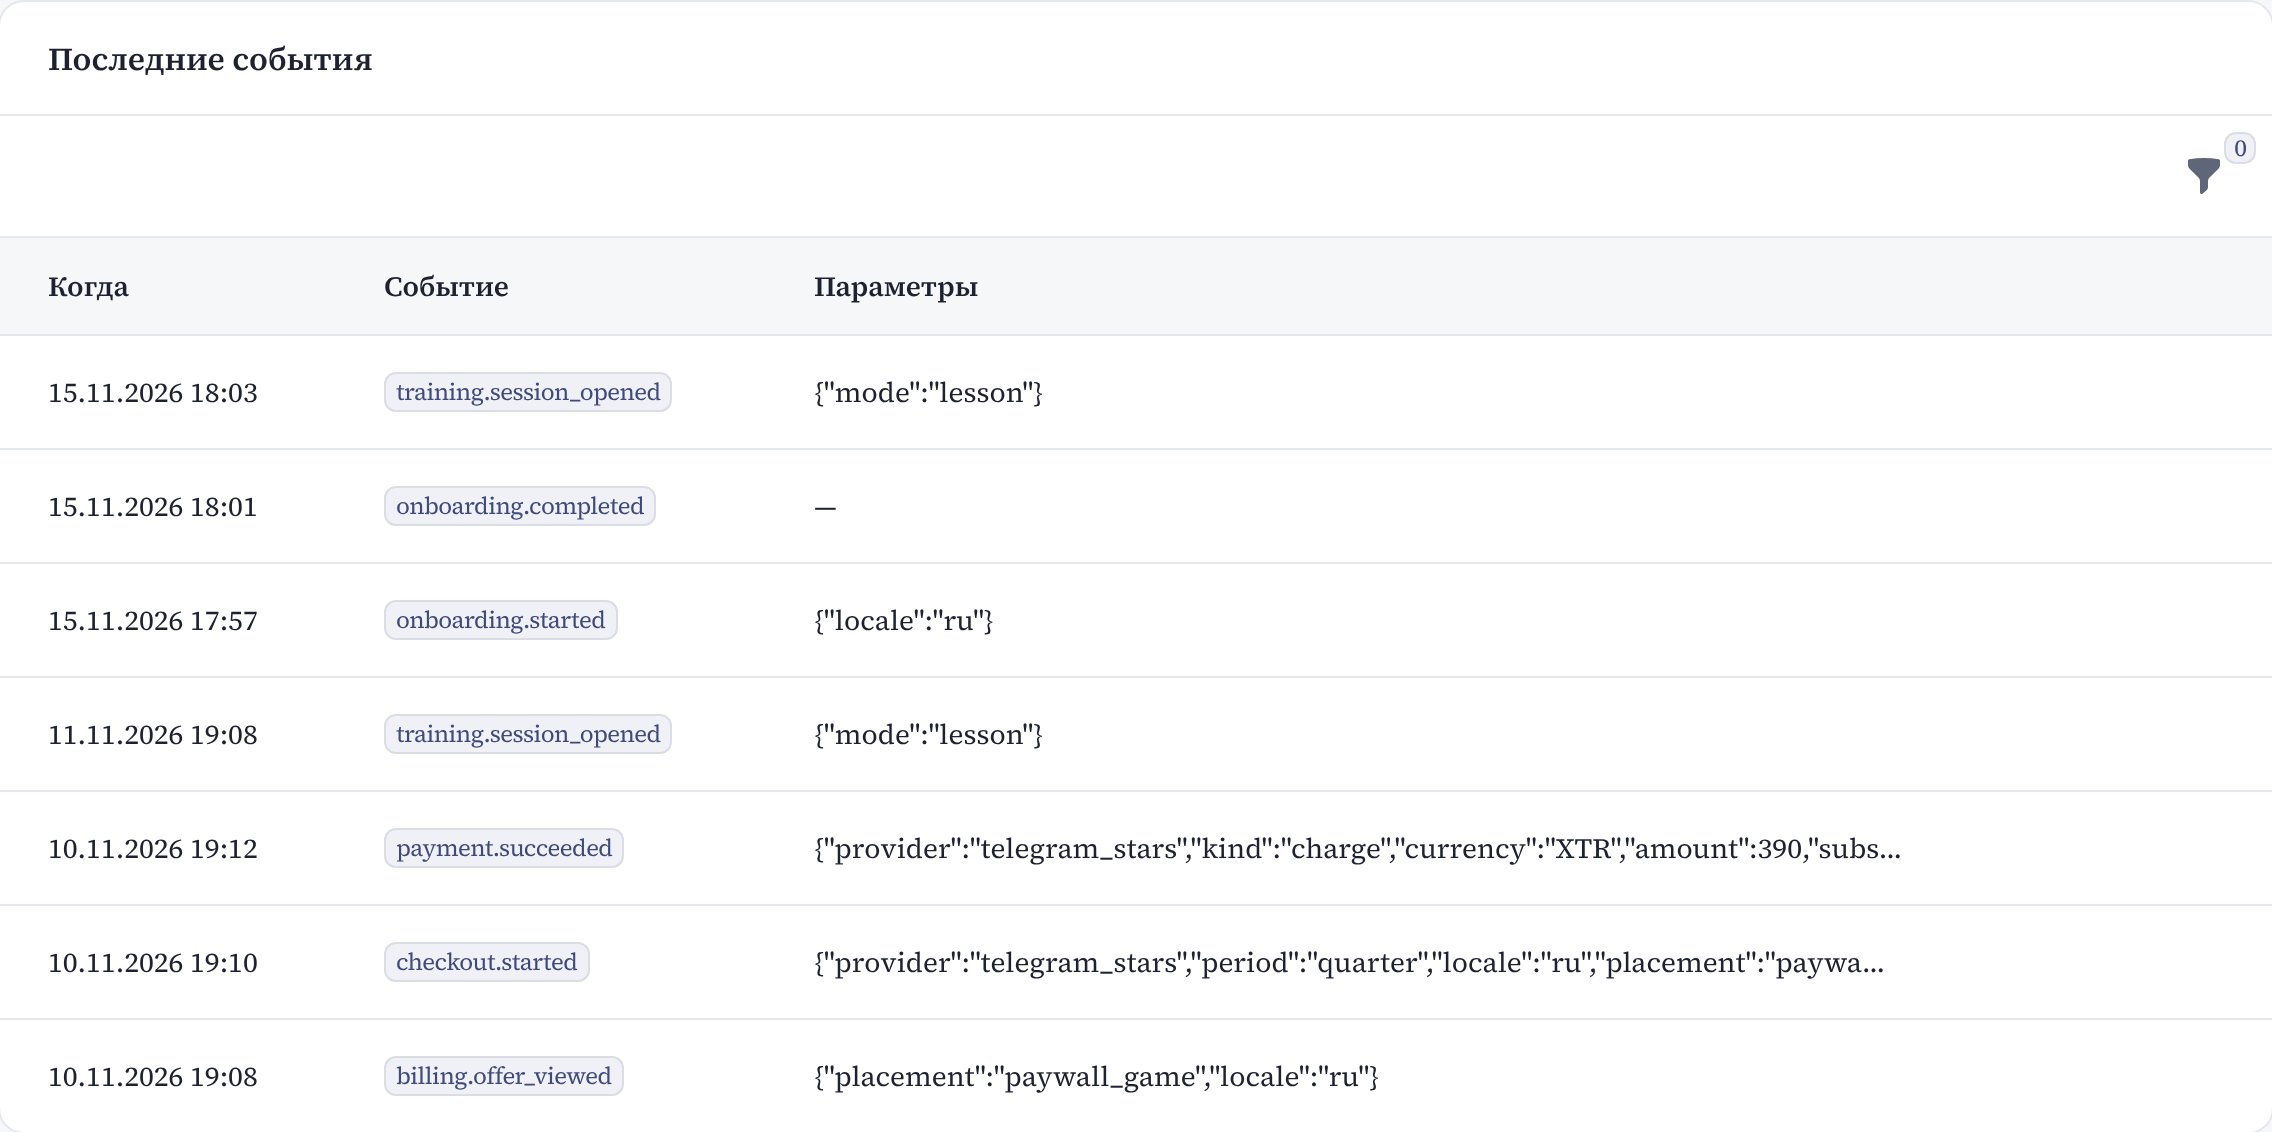 Последние события
0
Когда Событие Параметры
15.11.2026 18:03 training.session_opened {"mode":"lesson"}
15.11.2026 18:01 onboarding.completed —
15.11.2026 17:57 onboarding.started {"locale":"ru"}
11.11.2026 19:08 training.session_opened {"mode":"lesson"}
10.11.2026 19:12 payment.succeeded {"provider":"telegram_stars","kind":"charge","currency":"XTR","amount":390,"subs...
10.11.2026 19:10 checkout.started {"provider":"telegram_stars","period":"quarter","locale":"ru","placement":"paywa...
10.11.2026 19:08 billing.offer_viewed {"placement":"paywall_game","locale":"ru"}